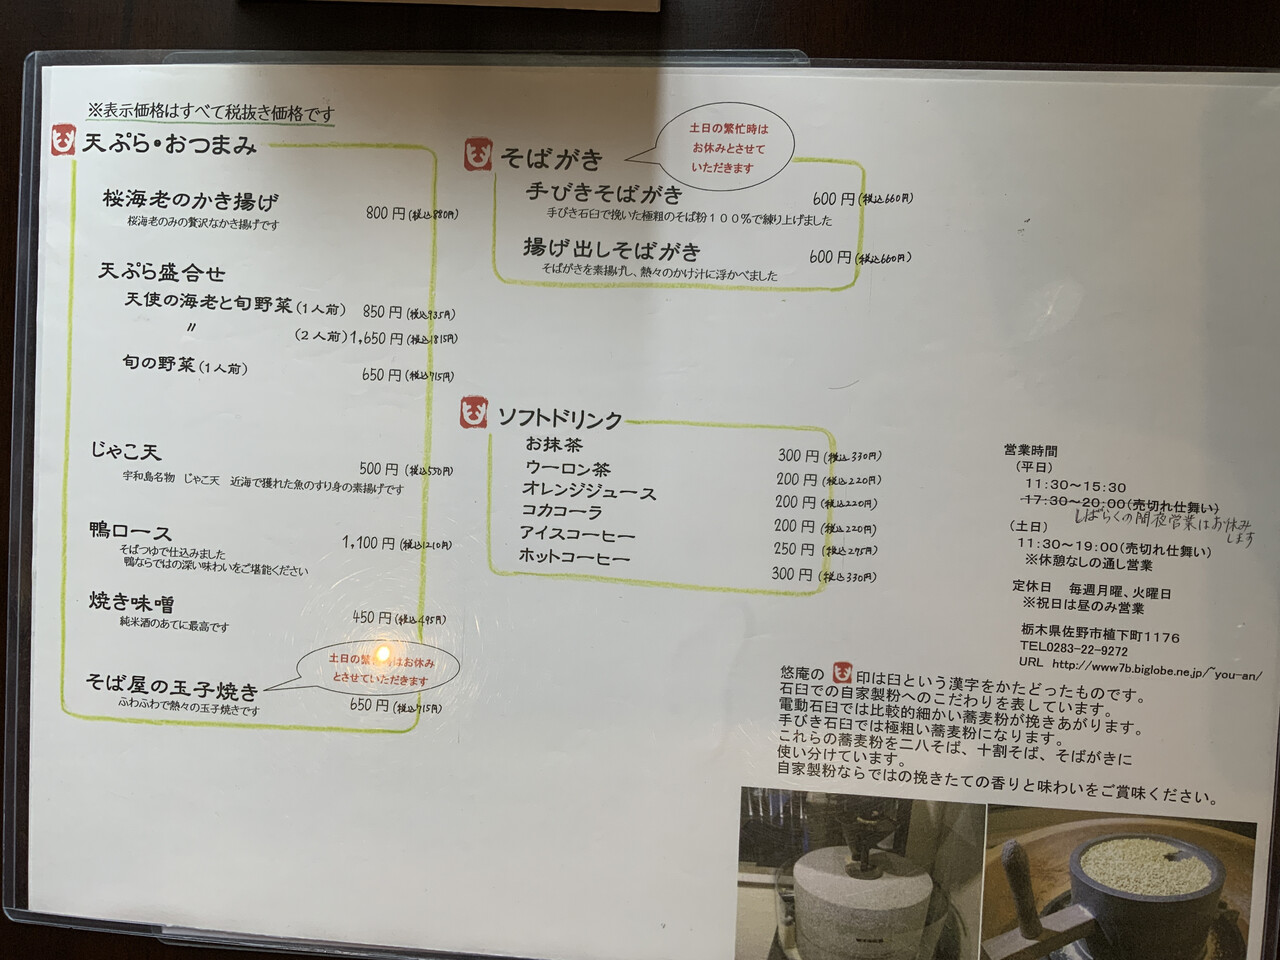 ※表示価格はすべて税抜き価格です
天ぷら・おつまみ
桜海老のかき揚げ
800円(税込880円)
桜海老のみの贅沢なかき揚げです
天ぷら盛合せ
天使の海老と旬野菜(1人前) 850円(税込935円)
〃 (2人前)1,650円(税込1815円)
旬の野菜(1人前) 650円(税込715円)
じゃこ天
500円(税込550円)
宇和島名物 じゃこ天 近海で獲れた魚のすり身の素揚げです
鴨ロース
1,100円(税込1210円)
そばつゆで仕込みました
鴨ならではの深い味わいをご堪能ください
焼き味噌
450円(税込495円)
純米酒のあてに最高です
土日の繁忙時はお休み
とさせていただきます
そば屋の玉子焼き
650円(税込715円)
ふわふわで熱々の玉子焼きです
そばがき
土日の繁忙時は
お休みとさせて
いただきます
手びきそばがき
600円(税込660円)
手びき石臼で挽いた極粗のそば粉100%で練り上げました
揚げ出しそばがき
600円(税込660円)
そばがきを素揚げし、熱々のかけ汁に浮かべました
ソフトドリンク
お抹茶 300円(税込330円)
ウーロン茶 200円(税込220円)
オレンジジュース 200円(税込220円)
コカコーラ 200円(税込220円)
アイスコーヒー 250円(税込275円)
ホットコーヒー 300円(税込330円)
営業時間
(平日)
11:30～15:30
17:30～20:00(売切れ仕舞い)
しばらくの間夜営業はお休み
します
(土日)
11:30～19:00(売切れ仕舞い)
※休憩なしの通し営業
定休日 毎週月曜、火曜日
※祝日は昼のみ営業
栃木県佐野市植下町1176
TEL0283-22-9272
URL http://www7b.biglobe.ne.jp/~you-an/
悠庵の 印は臼という漢字をかたどったものです。
石臼での自家製粉へのこだわりを表しています。
電動石臼では比較的細かい蕎麦粉が挽きあがります。
手びき石臼では極粗い蕎麦粉になります。
これらの蕎麦粉を二八そば、十割そば、そばがきに
使い分けています。
自家製粉ならではの挽きたての香りと味わいをご賞味ください。